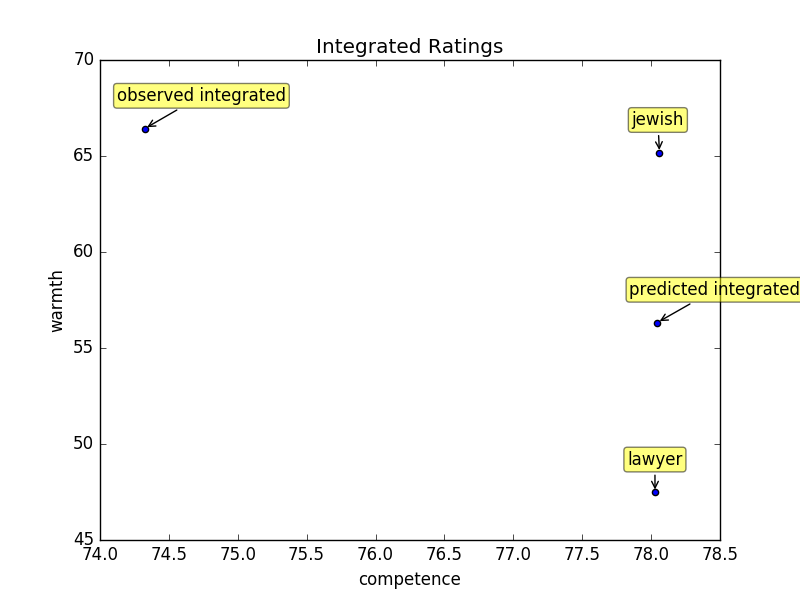 Integrated Ratings
70
observed integrated
jewish
65
60
predicted integrated
warmth
55
50
lawyer
45
74.0 74.5 75.0 75.5 76.0 76.5 77.0 77.5 78.0 78.5
competence